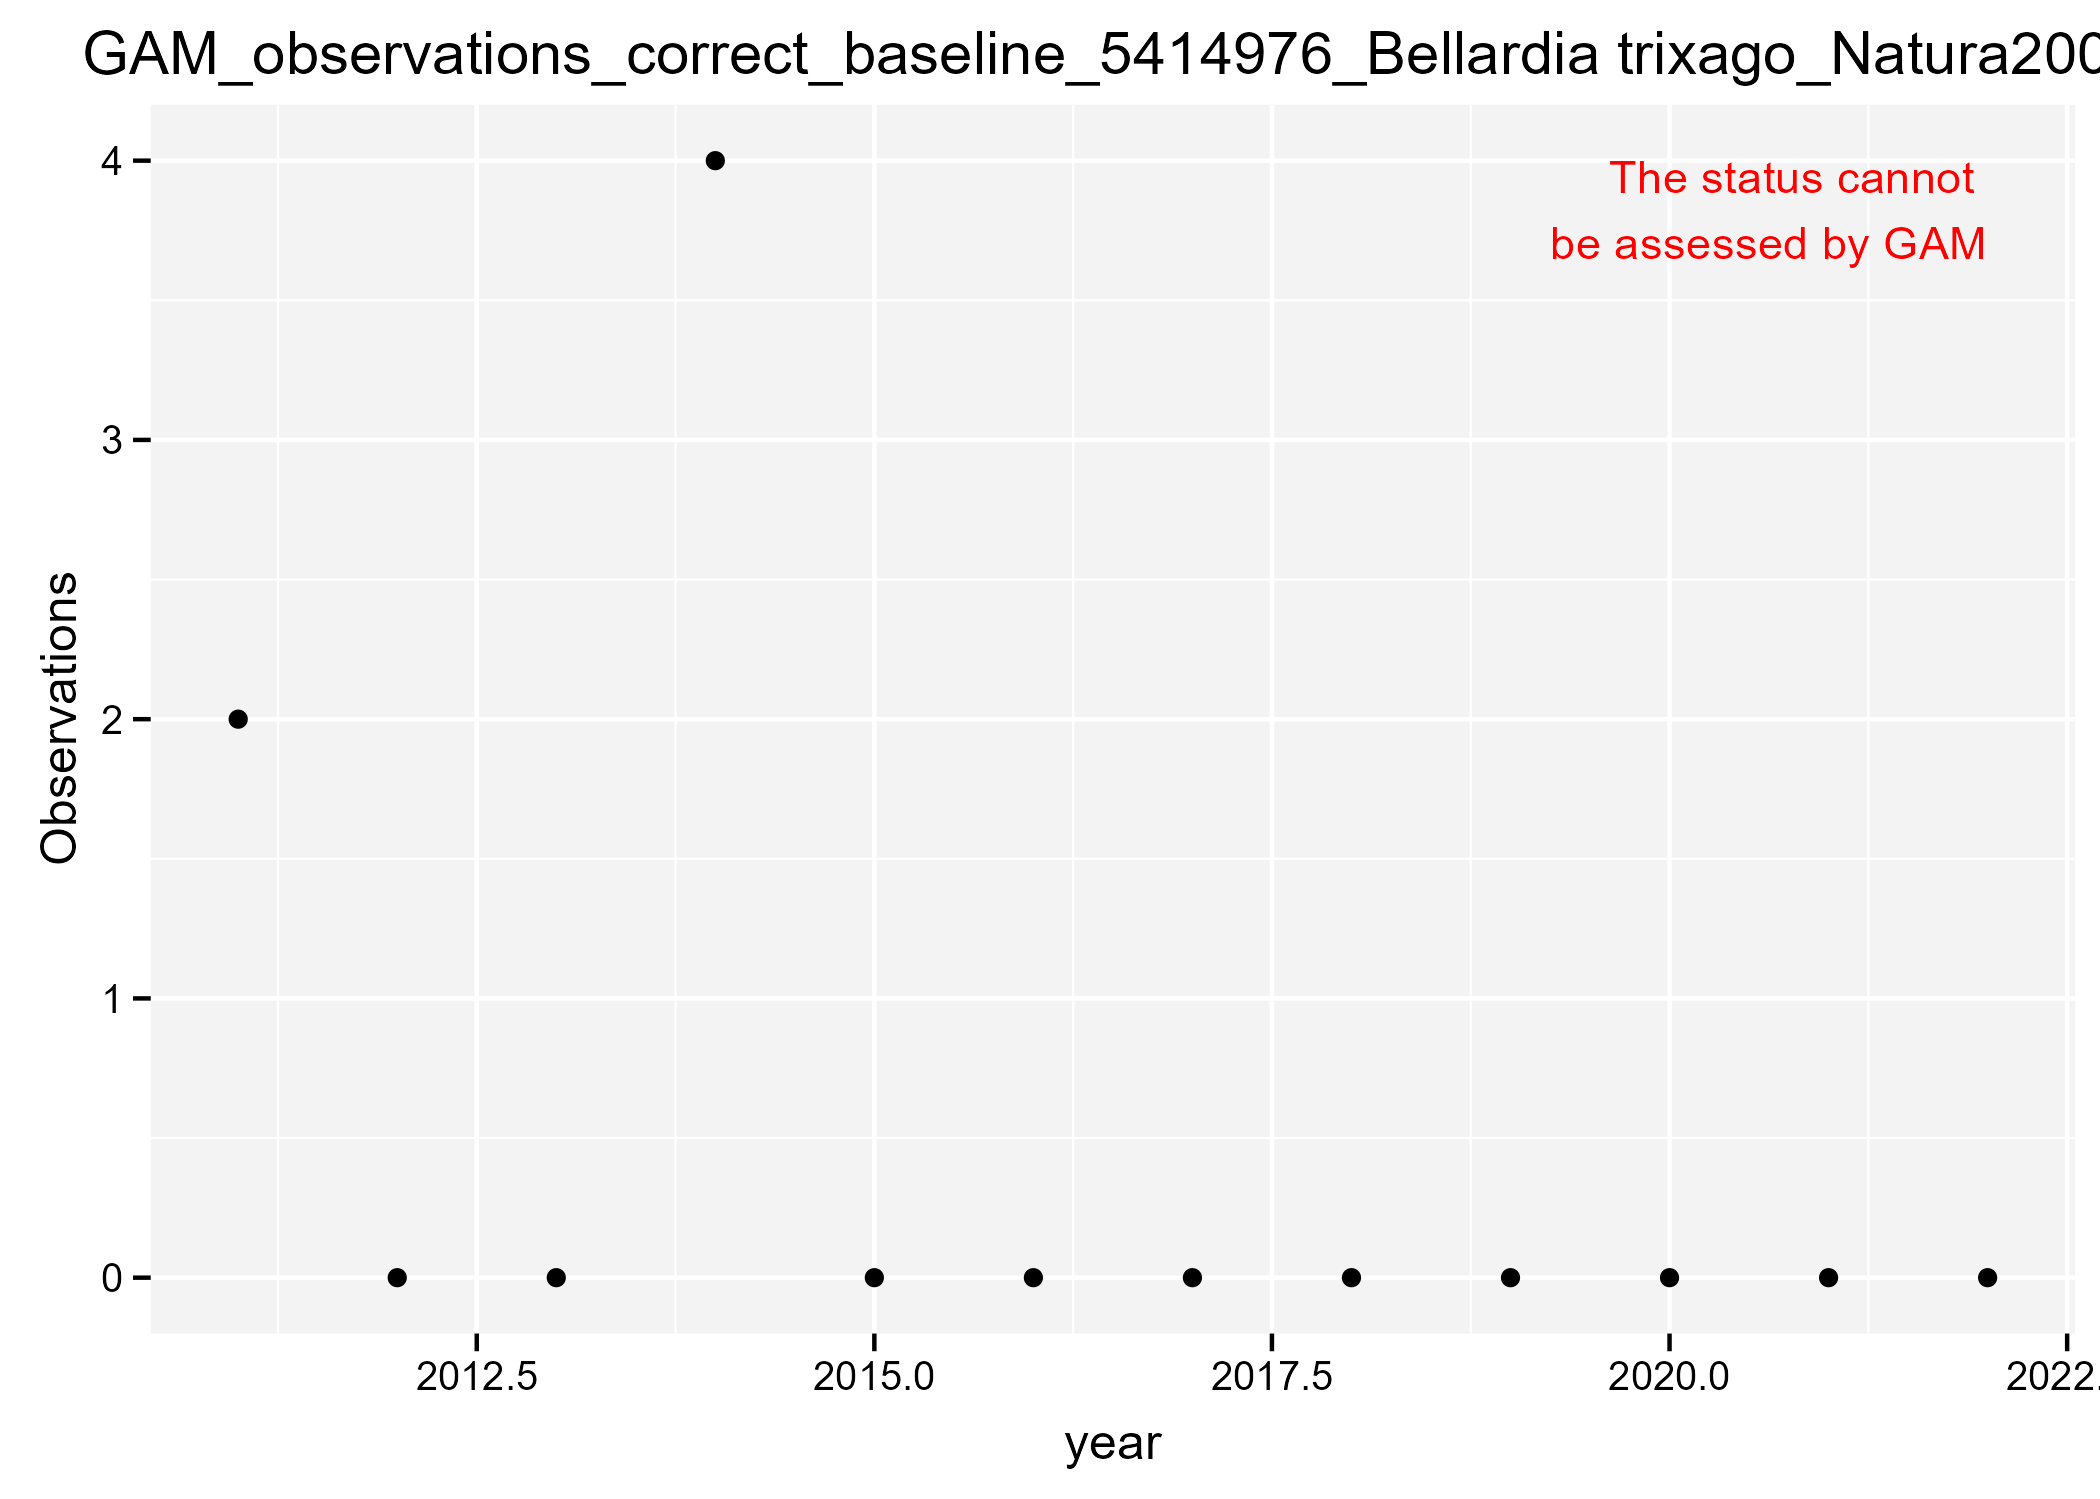 GAM_observations_correct_baseline_5414976_Bellardia trixago_Natura200
The status cannot
be assessed by GAM
4
3
2
1
0
Observations
2012.5
2015.0
2017.5
2020.0
2022.
year